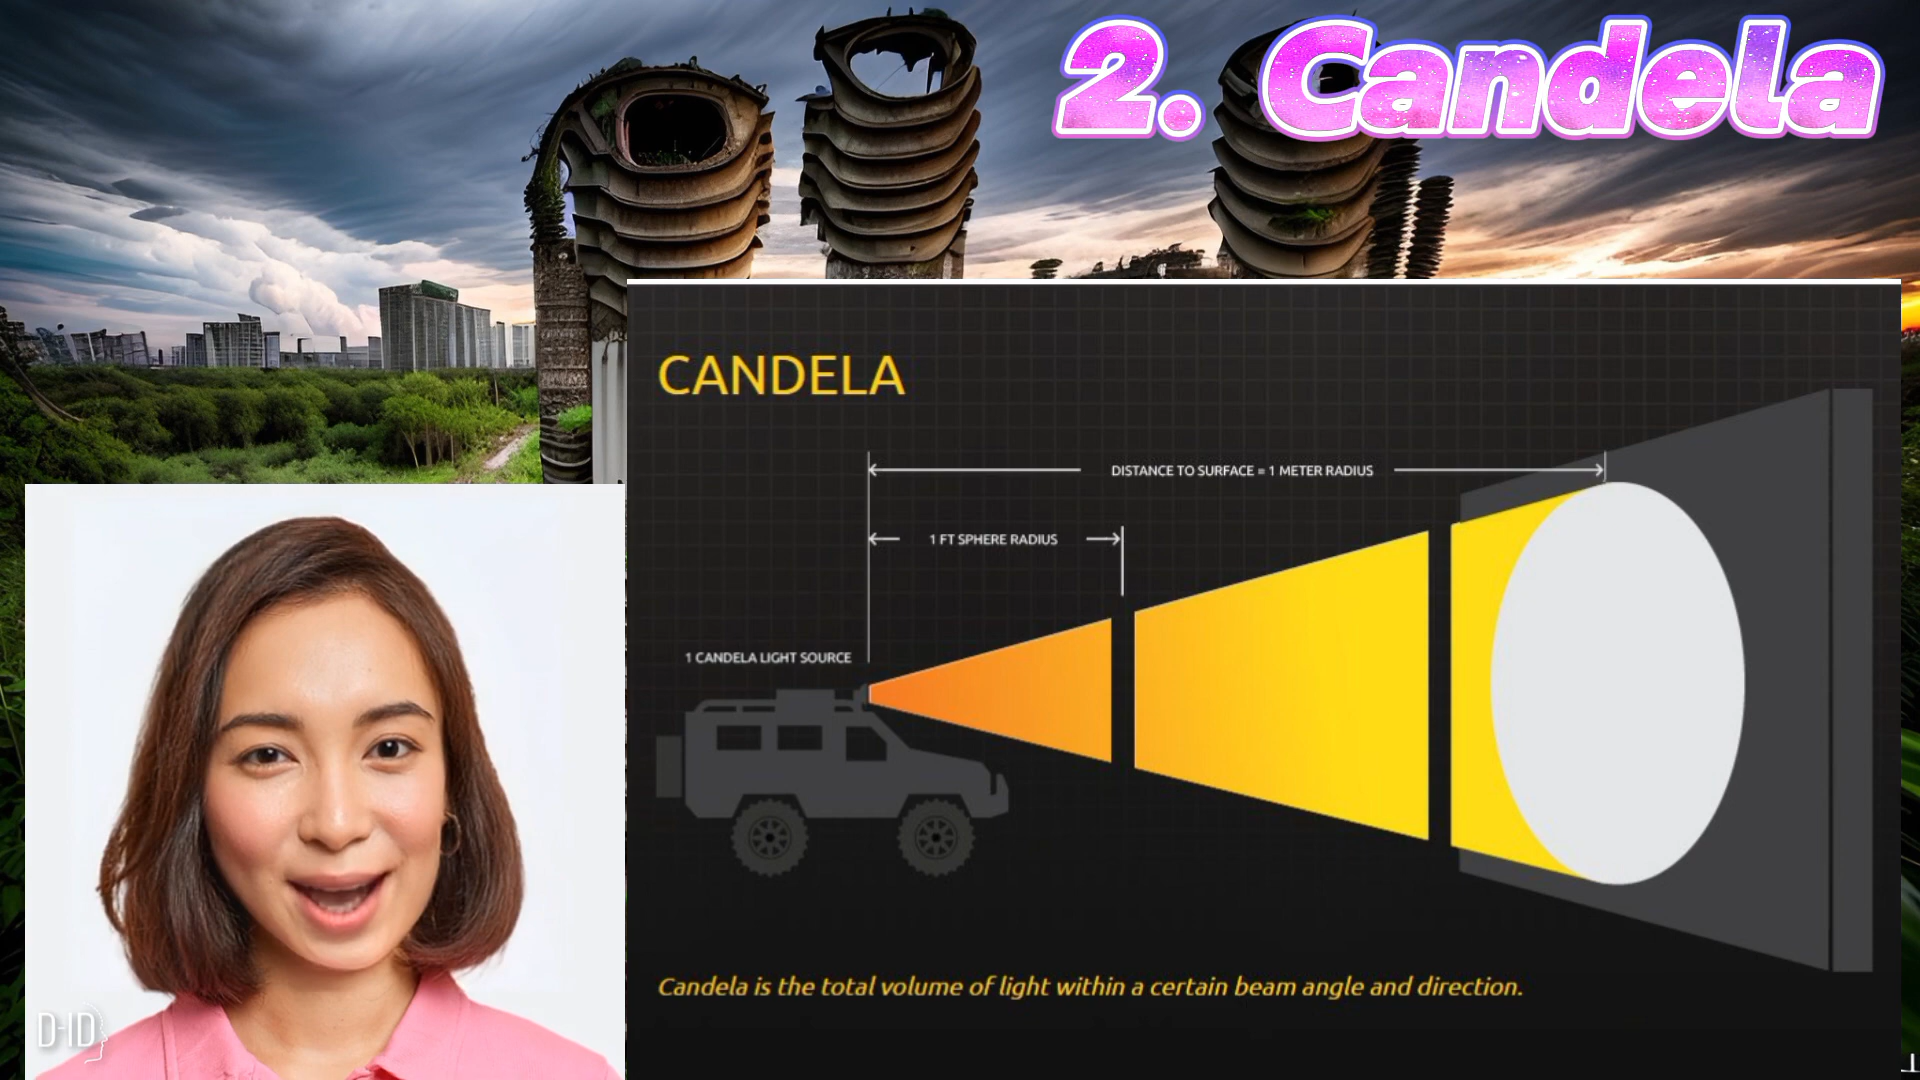 2. Candela
CANDELA
DISTANCE TO SURFACE = 1 METER RADIUS
1 FT SPHERE RADIUS
1 CANDELA LIGHT SOURCE
Candela is the total volume of light within a certain beam angle and direction.
D-ID